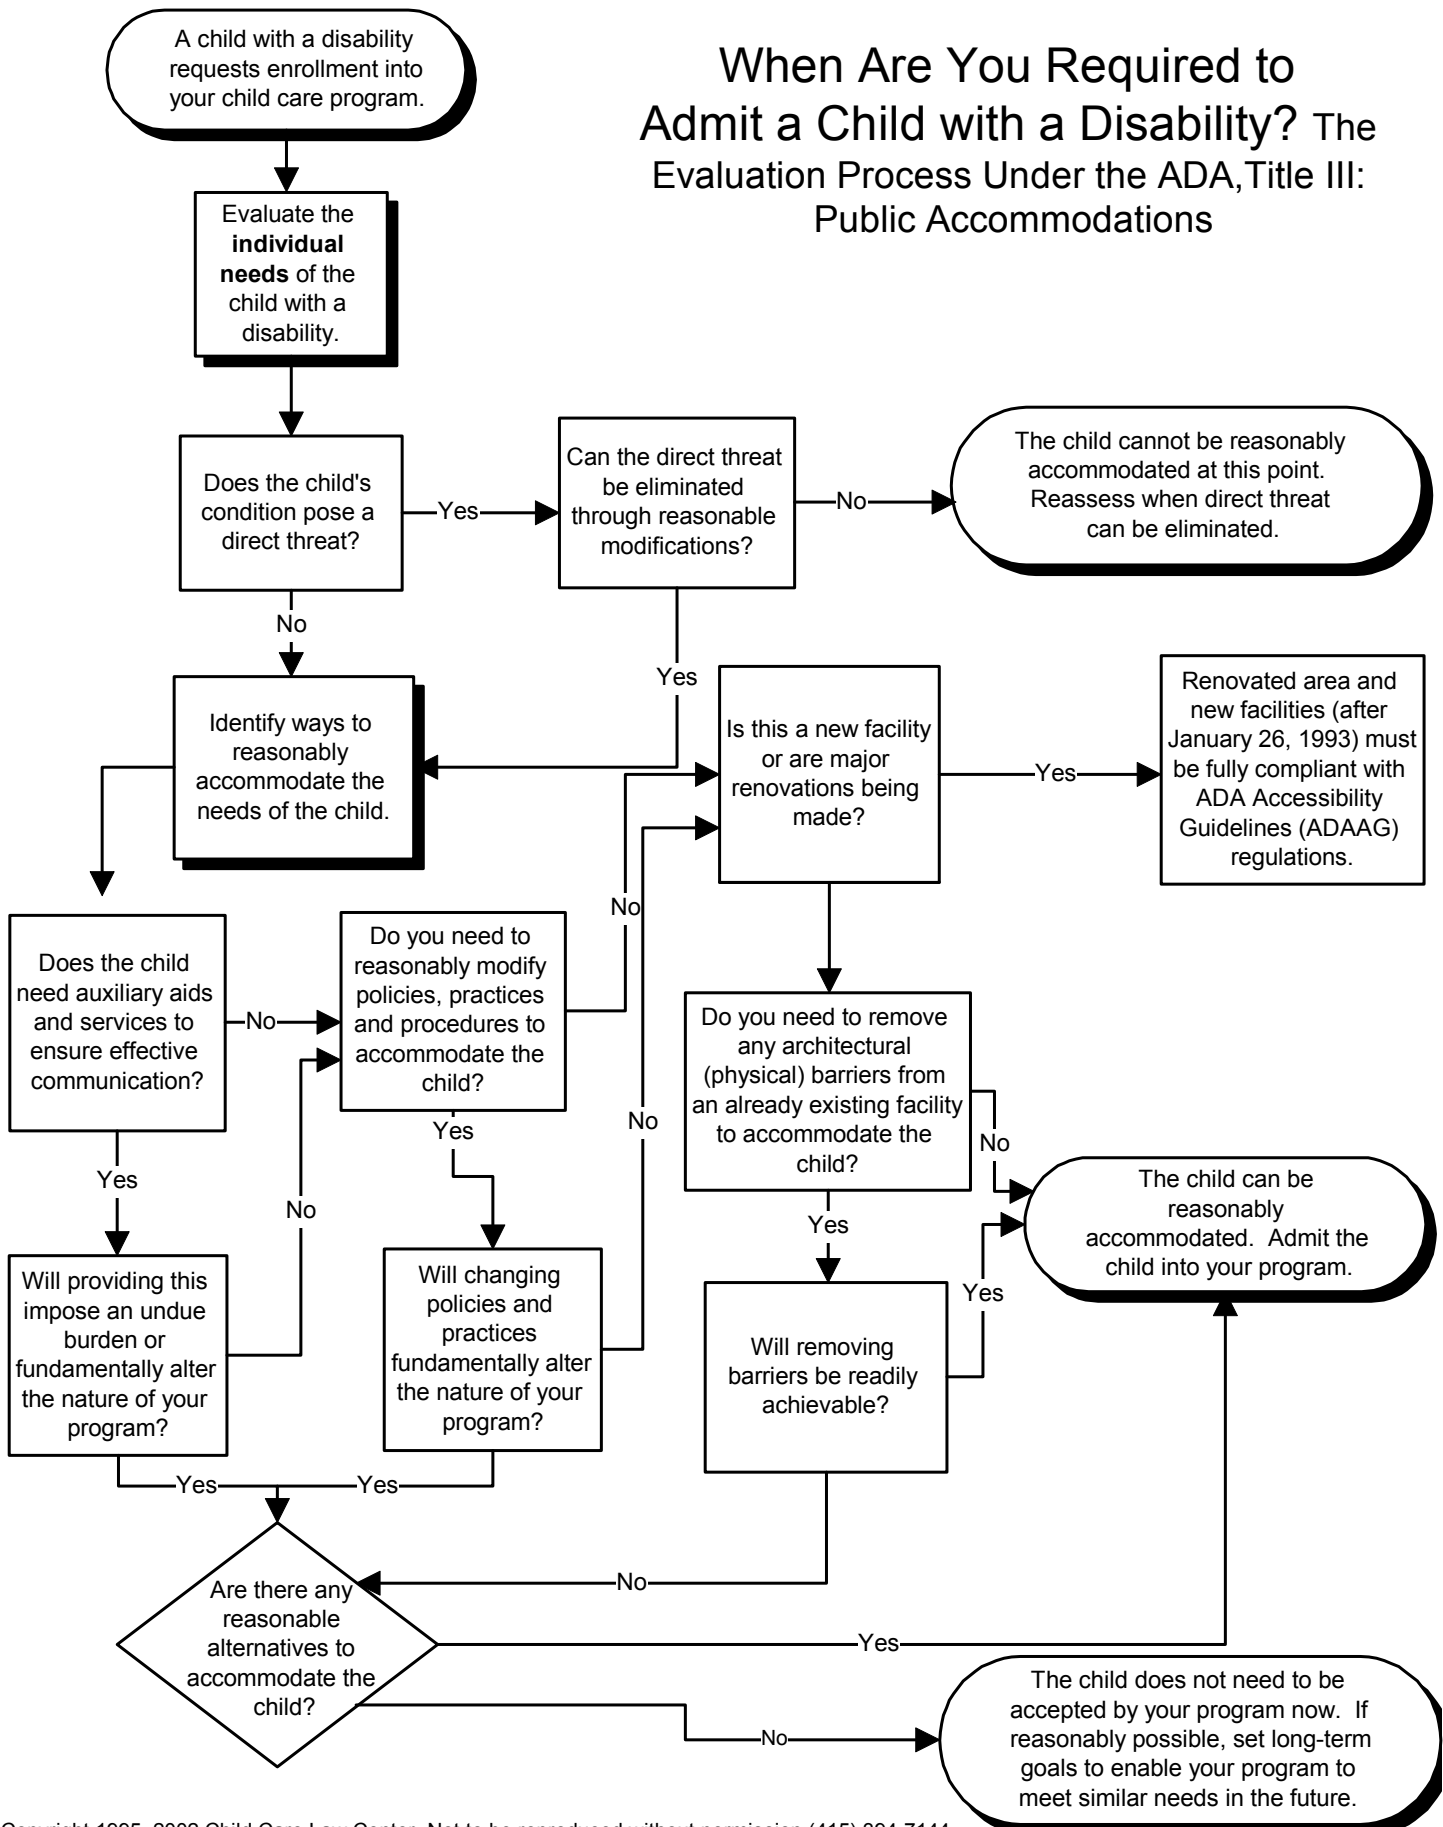 A child with a disability
requests enrollment into
your child care program.
When Are You Required to
Admit a Child with a Disability? The
Evaluation Process Under the ADA,Title III:
Public Accommodations
Evaluate the
individual
needs of the
child with a
disability.
Does the child's
condition pose a
direct threat?
Yes
Can the direct threat
be eliminated
through reasonable
modifications?
No
The child cannot be reasonably
accommodated at this point.
Reassess when direct threat
can be eliminated.
No
Yes
Identify ways to
reasonably
accommodate the
needs of the child.
Is this a new facility
or are major
renovations being
made?
Yes
Renovated area and
new facilities (after
January 26, 1993) must
be fully compliant with
ADA Accessibility
Guidelines (ADAAG)
regulations.
Does the child
need auxiliary aids
and services to
ensure effective
communication?
No
Do you need to
reasonably modify
policies, practices
and procedures to
accommodate the
child?
No
No
Do you need to remove
any architectural
(physical) barriers from
an already existing facility
to accommodate the
child?
No
Yes
No
Yes
Yes
The child can be
reasonably
accommodated.  Admit the
child into your program.
Will providing this
impose an undue
burden or
fundamentally alter
the nature of your
program?
Will changing
policies and
practices
fundamentally alter
the nature of your
program?
Will removing
barriers be readily
achievable?
Yes
Yes
Yes
No
Are there any
reasonable
alternatives to
accommodate the
child?
Yes
No
The child does not need to be
accepted by your program now.  If
reasonably possible, set long-term
goals to enable your program to
meet similar needs in the future.